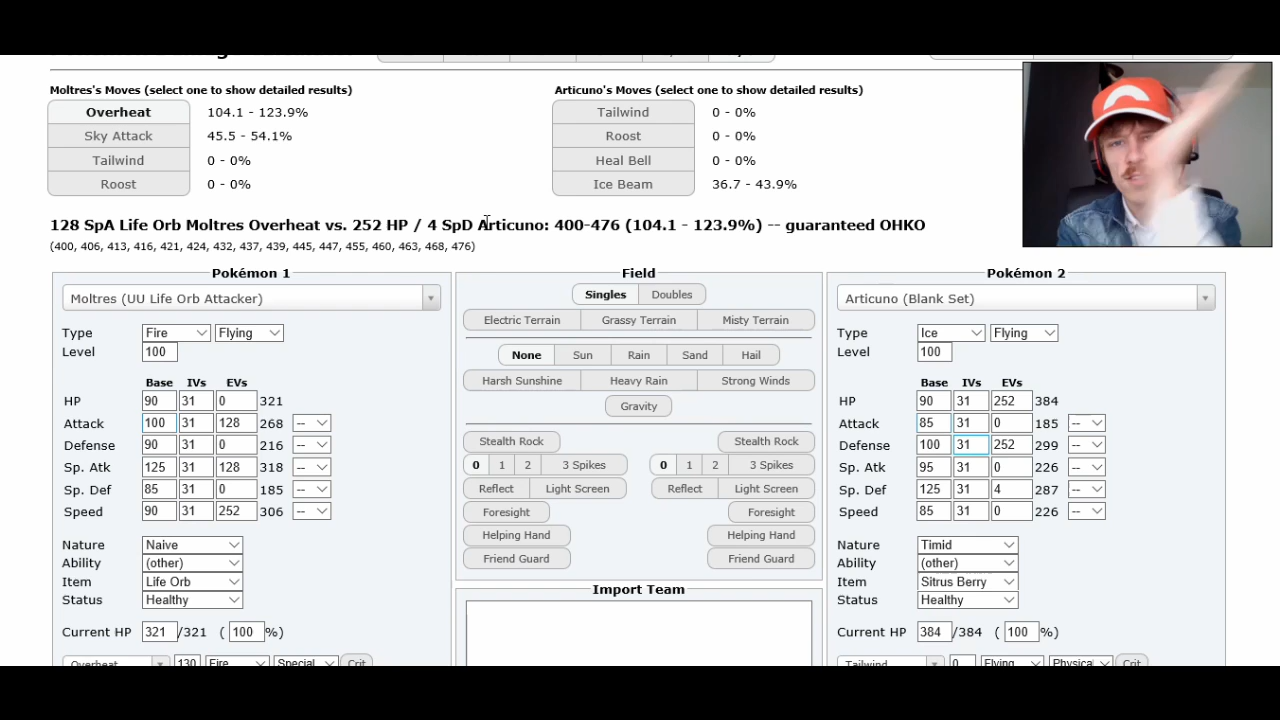 Moltres's Moves (select one to show detailed results)
Overheat 104.1 - 123.9%
Sky Attack 45.5 - 54.1%
Tailwind 0 - 0%
Roost 0 - 0%
Articuno's Moves (select one to show detailed results)
Tailwind 0 - 0%
Roost 0 - 0%
Heal Bell 0 - 0%
Ice Beam 36.7 - 43.9%
128 SpA Life Orb Moltres Overheat vs. 252 HP / 4 SpD Articuno: 400-476 (104.1 - 123.9%) -- guaranteed OHKO
(400, 406, 413, 416, 421, 424, 432, 437, 439, 445, 447, 455, 460, 463, 468, 476)
Pokémon 1
Moltres (UU Life Orb Attacker)
Type Fire Flying
Level 100
Base IVs EVs
HP 90 31 0 321
Attack 100 31 128 268 --
Defense 90 31 0 216 --
Sp. Atk 125 31 128 318 --
Sp. Def 85 31 0 185 --
Speed 90 31 252 306 --
Nature Naive
Ability (other)
Item Life Orb
Status Healthy
Current HP 321 /321 ( 100 %)
Overheat 130 Fire Special Crit
Field
Singles Doubles
Electric Terrain Grassy Terrain Misty Terrain
None Sun Rain Sand Hail
Harsh Sunshine Heavy Rain Strong Winds
Gravity
Stealth Rock Stealth Rock
0 1 2 3 Spikes 0 1 2 3 Spikes
Reflect Light Screen Reflect Light Screen
Foresight Foresight
Helping Hand Helping Hand
Friend Guard Friend Guard
Import Team
Pokémon 2
Articuno (Blank Set)
Type Ice Flying
Level 100
Base IVs EVs
HP 90 31 252 384
Attack 85 31 0 185 --
Defense 100 31 252 299 --
Sp. Atk 95 31 0 226 --
Sp. Def 125 31 4 287 --
Speed 85 31 0 226 --
Nature Timid
Ability (other)
Item Sitrus Berry
Status Healthy
Current HP 384 /384 ( 100 %)
Tailwind 0 Flying Physical Crit